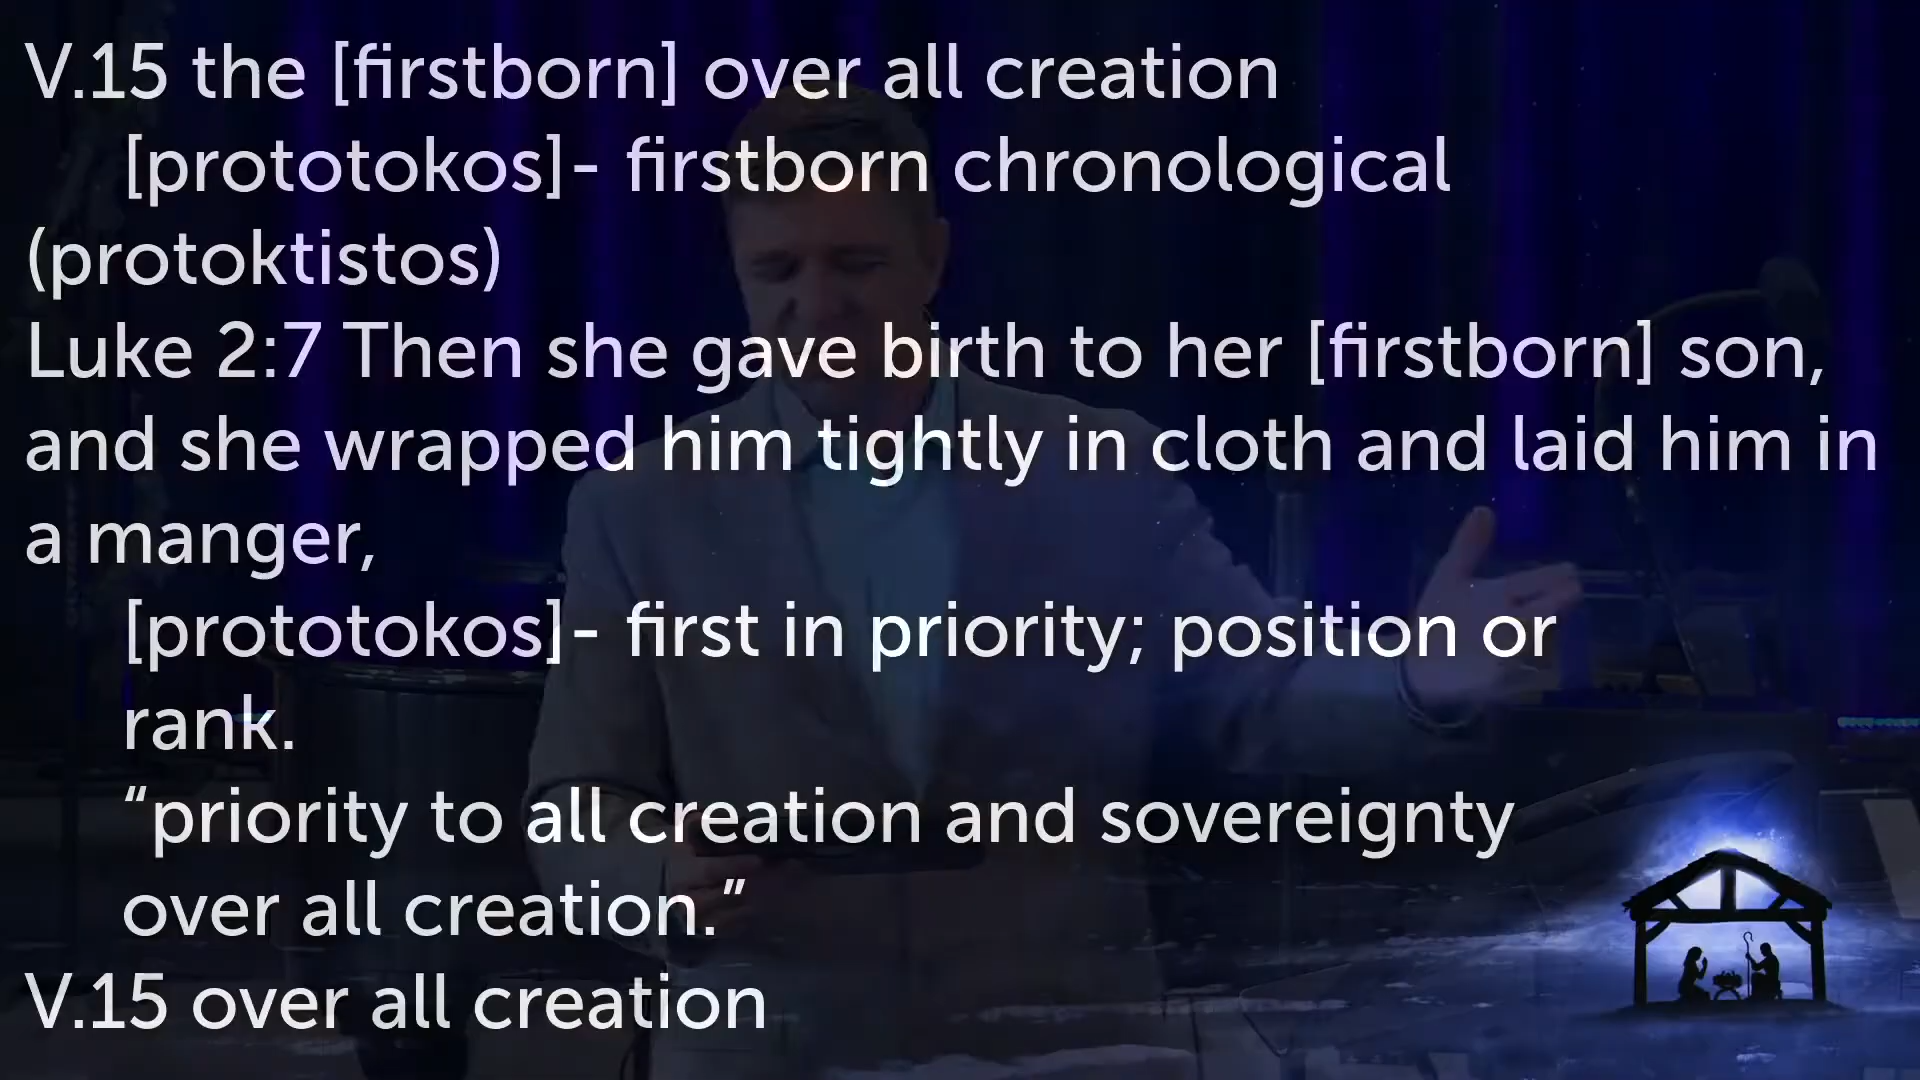 V.15 the [firstborn] over all creation
[prototokos]- firstborn chronological
(protoktistos)
Luke 2:7 Then she gave birth to her [firstborn] son,
and she wrapped him tightly in cloth and laid him in
a manger,
[prototokos]- first in priority; position or
rank.
“priority to all creation and sovereignty
over all creation.”
V.15 over all creation